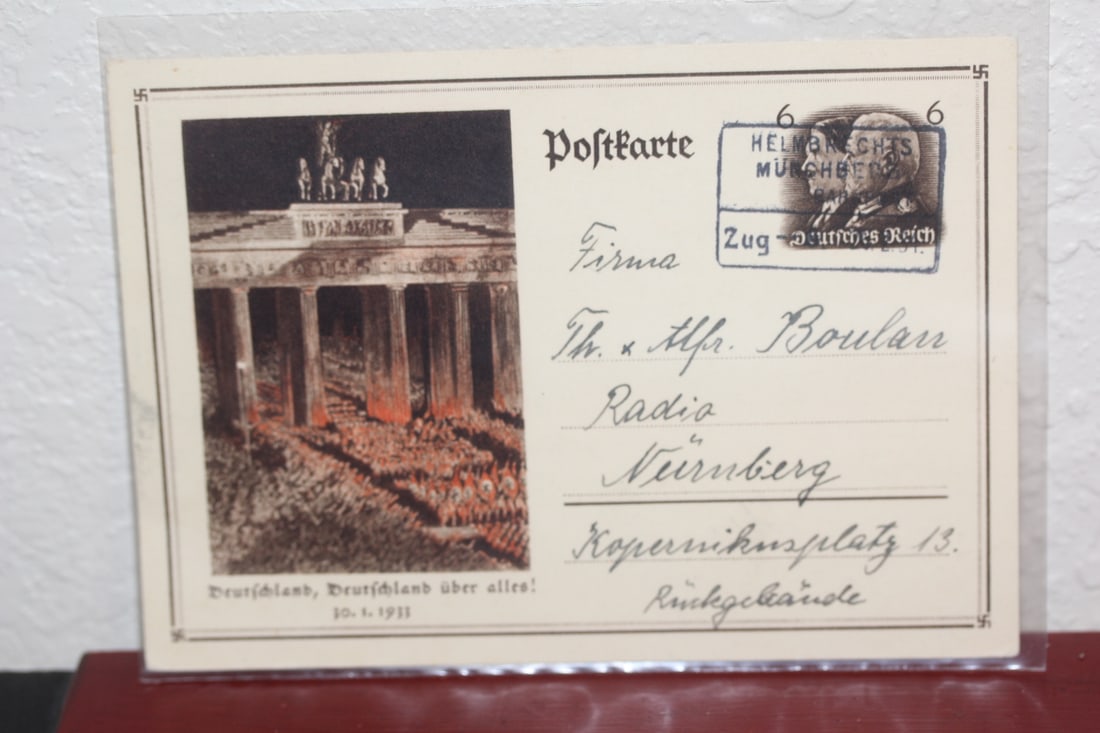 Postkarte
6 6
HELMBRECHTS
MÜNCHBERG
Zug
Deutsches Reich
Firma
Th. & Alfr. Boulan
Radio
Nürnberg
Kopernikusplatz 13.
Rückgebäude
Deutschland, Deutschland über alles!
30. 1. 1933